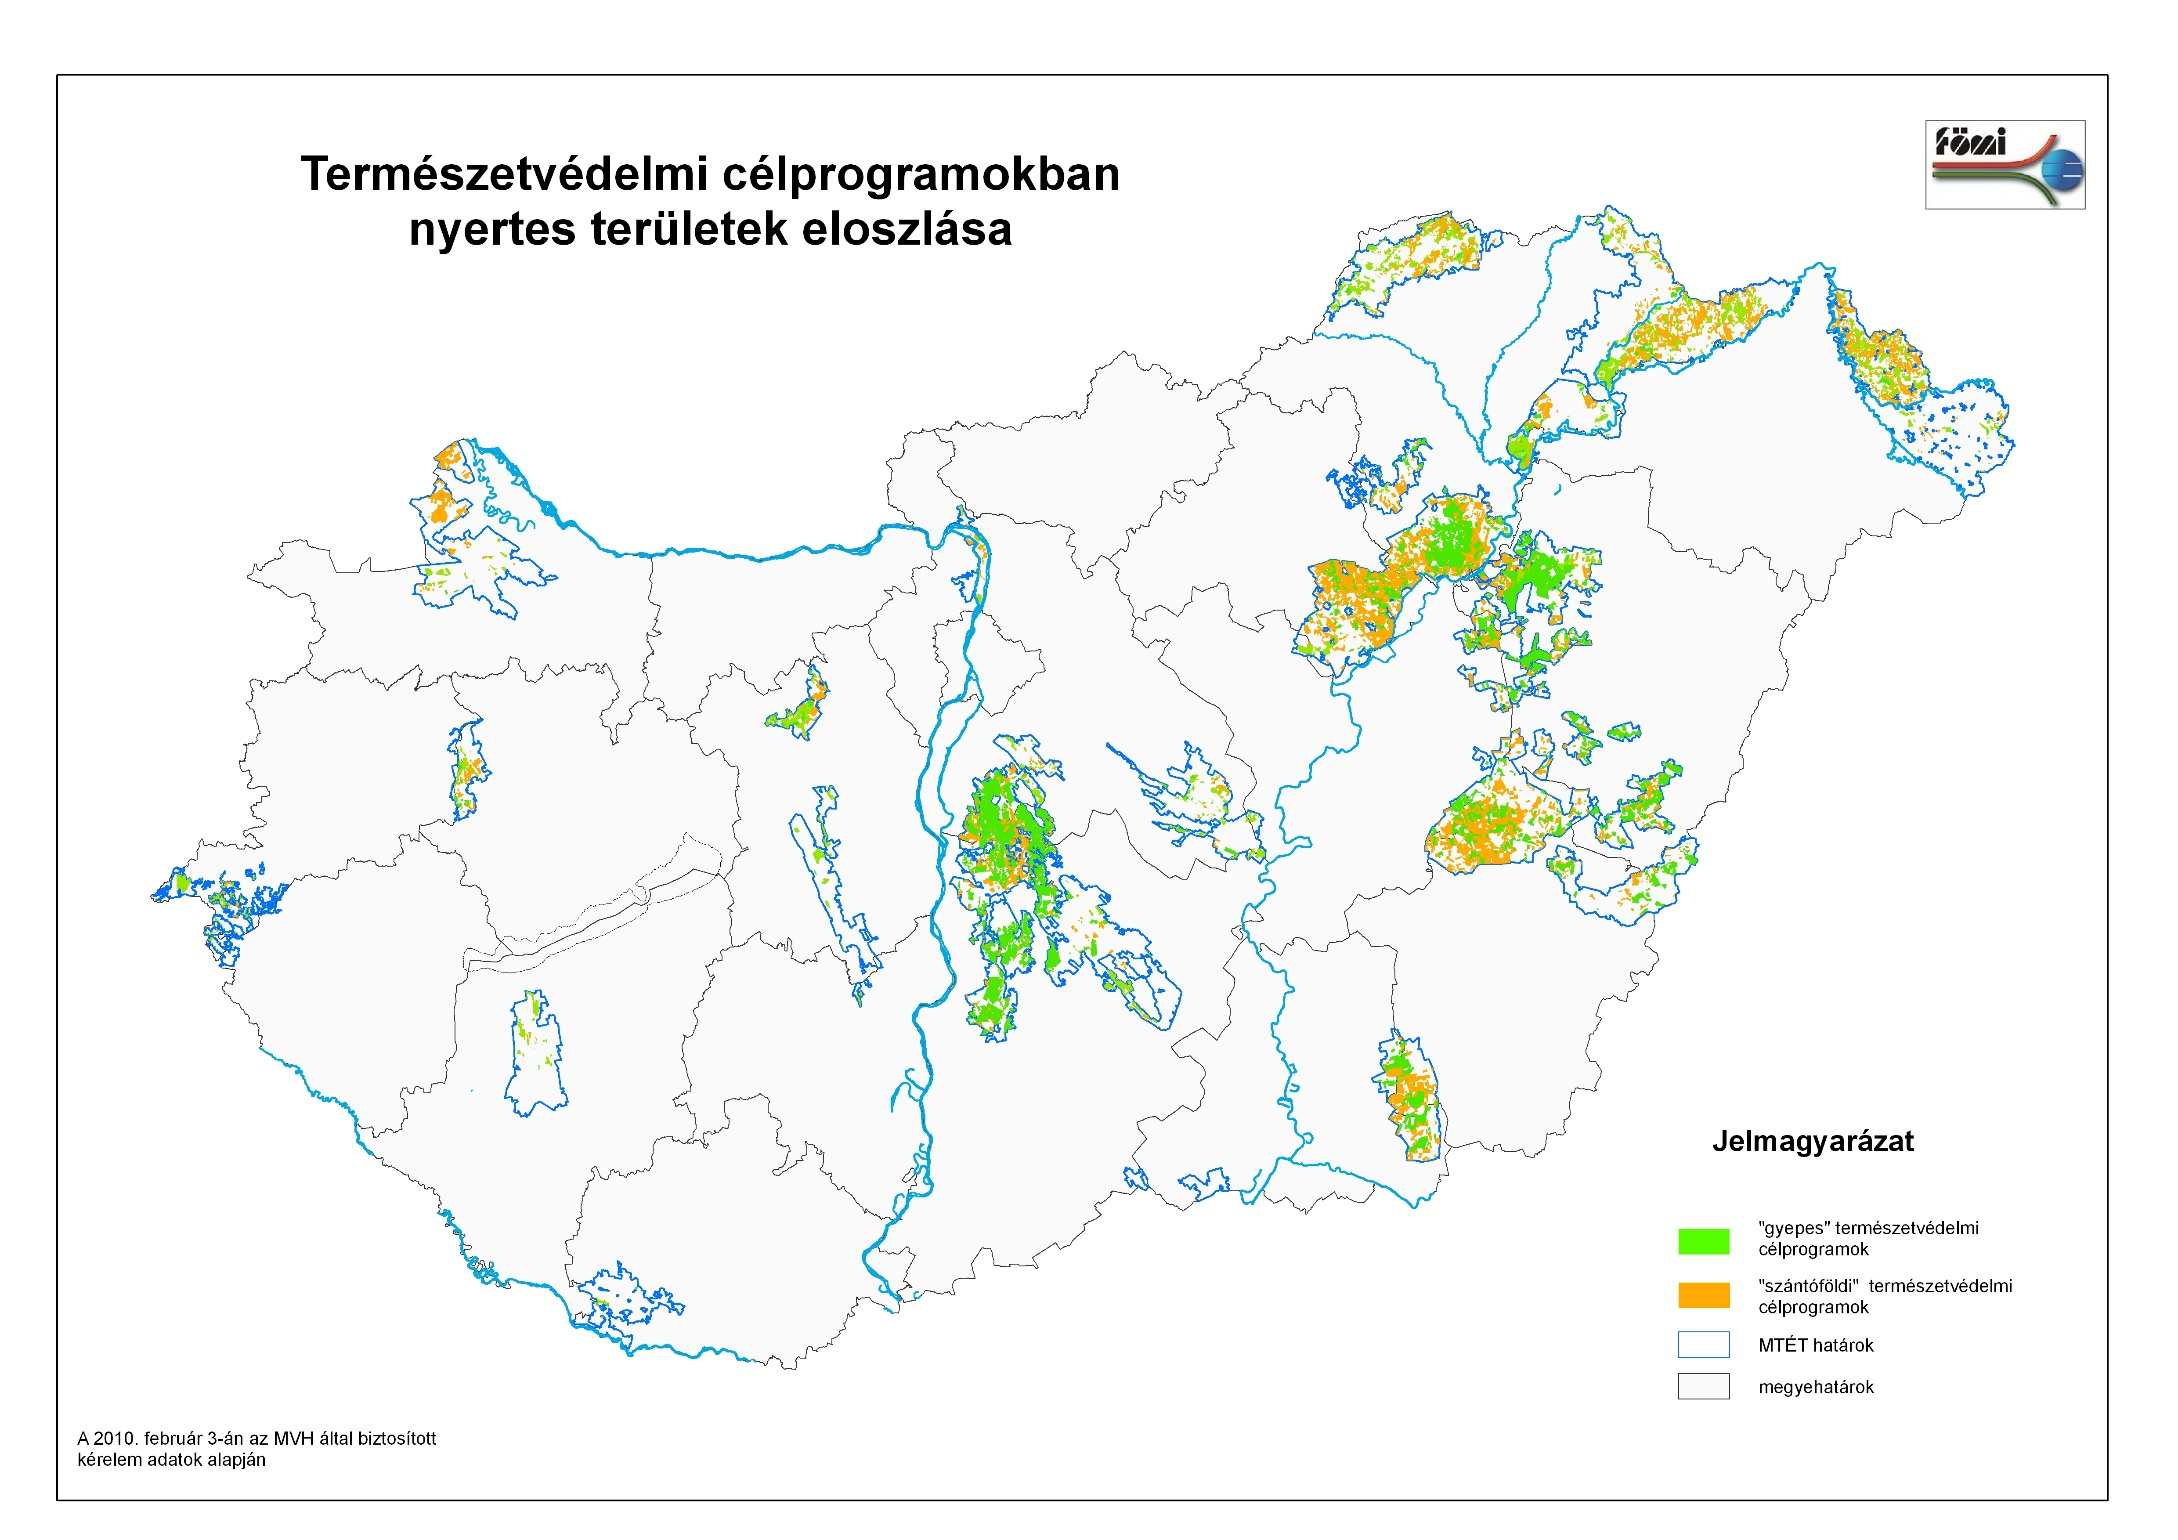 Természetvédelmi célprogramokban
nyertes területek eloszlása
fömi
Jelmagyarázat
"gyepes" természetvédelmi
célprogramok
"szántóföldi" természetvédelmi
célprogramok
MTÉT határok
megyehatárok
A 2010. február 3-án az MVH által biztosított
kérelem adatok alapján